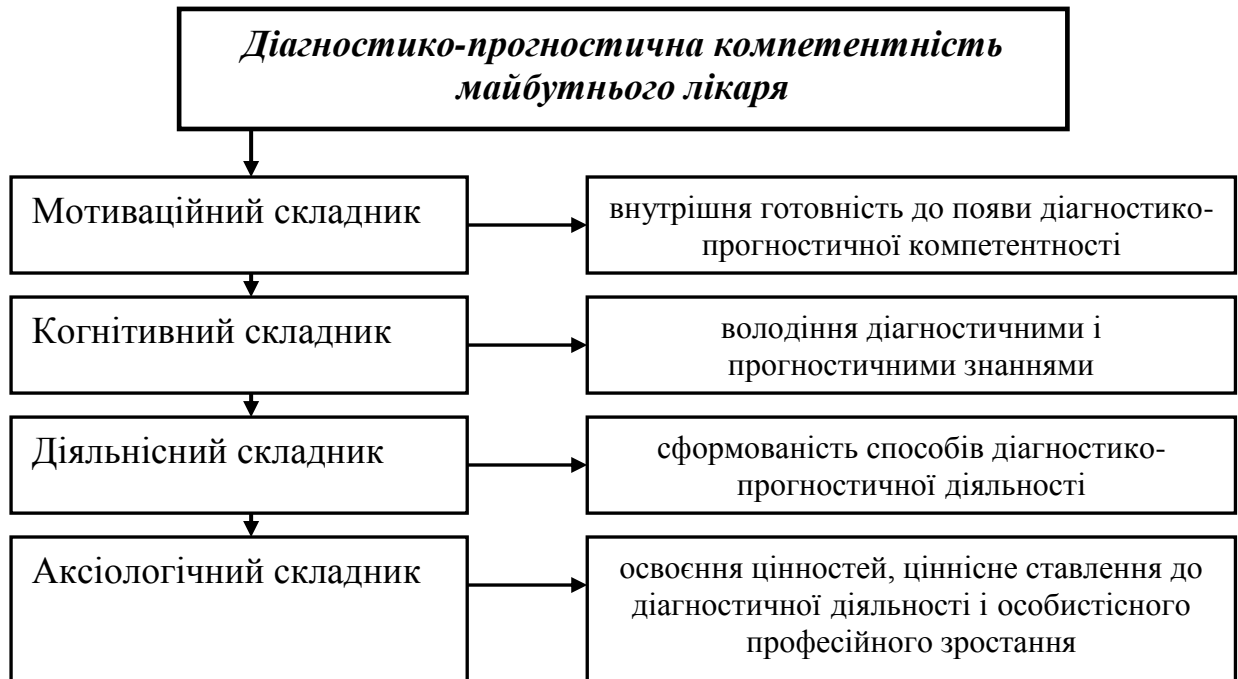 Діагностико-прогностична компетентність
майбутнього лікаря
Мотиваційний складник
внутрішня готовність до появи діагностико-
прогностичної компетентності
Когнітивний складник
володіння діагностичними і
прогностичними знаннями
Діяльнісний складник
сформованість способів діагностико-
прогностичної діяльності
Аксіологічний складник
освоєння цінностей, ціннісне ставлення до
діагностичної діяльності і особистісного
професійного зростання